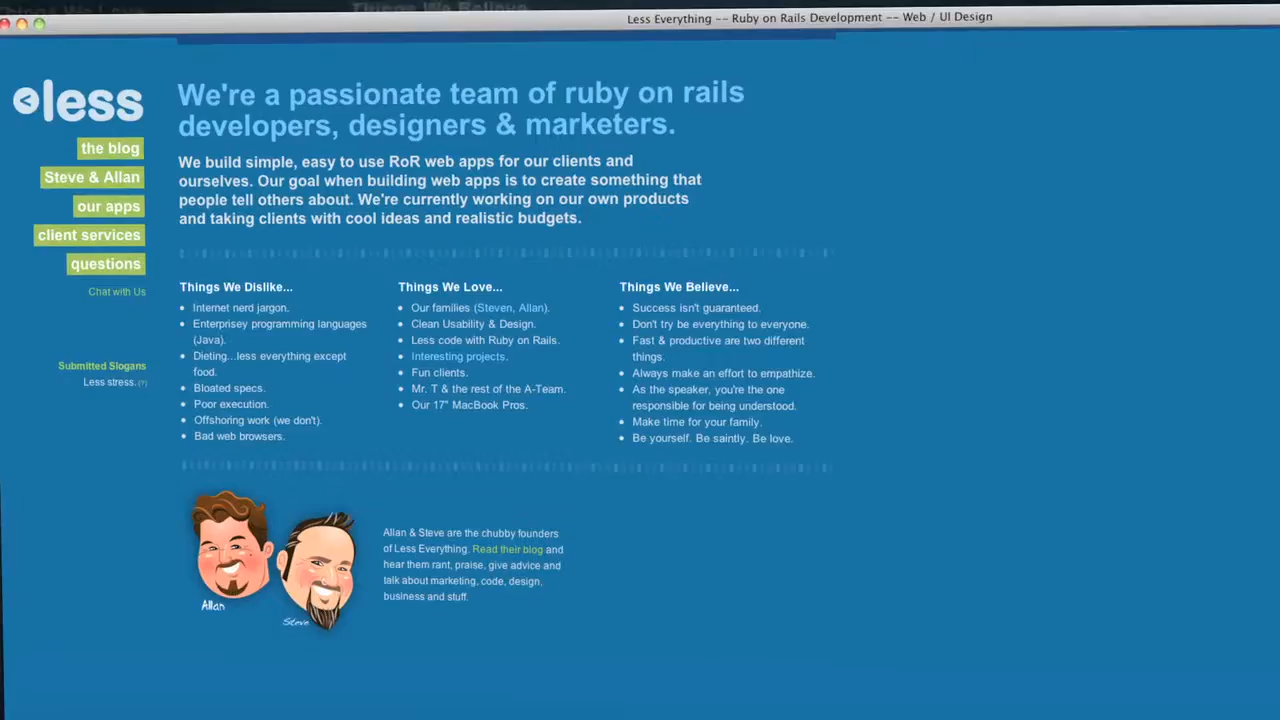 Things We Believe
Less Everything -- Ruby on Rails Development -- Web / UI Design
less
the blog
Steve & Allan
our apps
client services
questions
Chat with Us
Submitted Slogans
Less stress. (?)
We're a passionate team of ruby on rails
developers, designers & marketers.
We build simple, easy to use RoR web apps for our clients and
ourselves. Our goal when building web apps is to create something that
people tell others about. We're currently working on our own products
and taking clients with cool ideas and realistic budgets.
Things We Dislike...
Internet nerd jargon.
Enterprisey programming languages
(Java).
Dieting...less everything except
food.
Bloated specs.
Poor execution.
Offshoring work (we don't).
Bad web browsers.
Things We Love...
Our families (Steven, Allan).
Clean Usability & Design.
Less code with Ruby on Rails.
Interesting projects.
Fun clients.
Mr. T & the rest of the A-Team.
Our 17" MacBook Pros.
Things We Believe...
Success isn't guaranteed.
Don't try be everything to everyone.
Fast & productive are two different
things.
Always make an effort to empathize.
As the speaker, you're the one
responsible for being understood.
Make time for your family.
Be yourself. Be saintly. Be love.
Allan
Steve
Allan & Steve are the chubby founders
of Less Everything. Read their blog and
hear them rant, praise, give advice and
talk about marketing, code, design,
business and stuff.